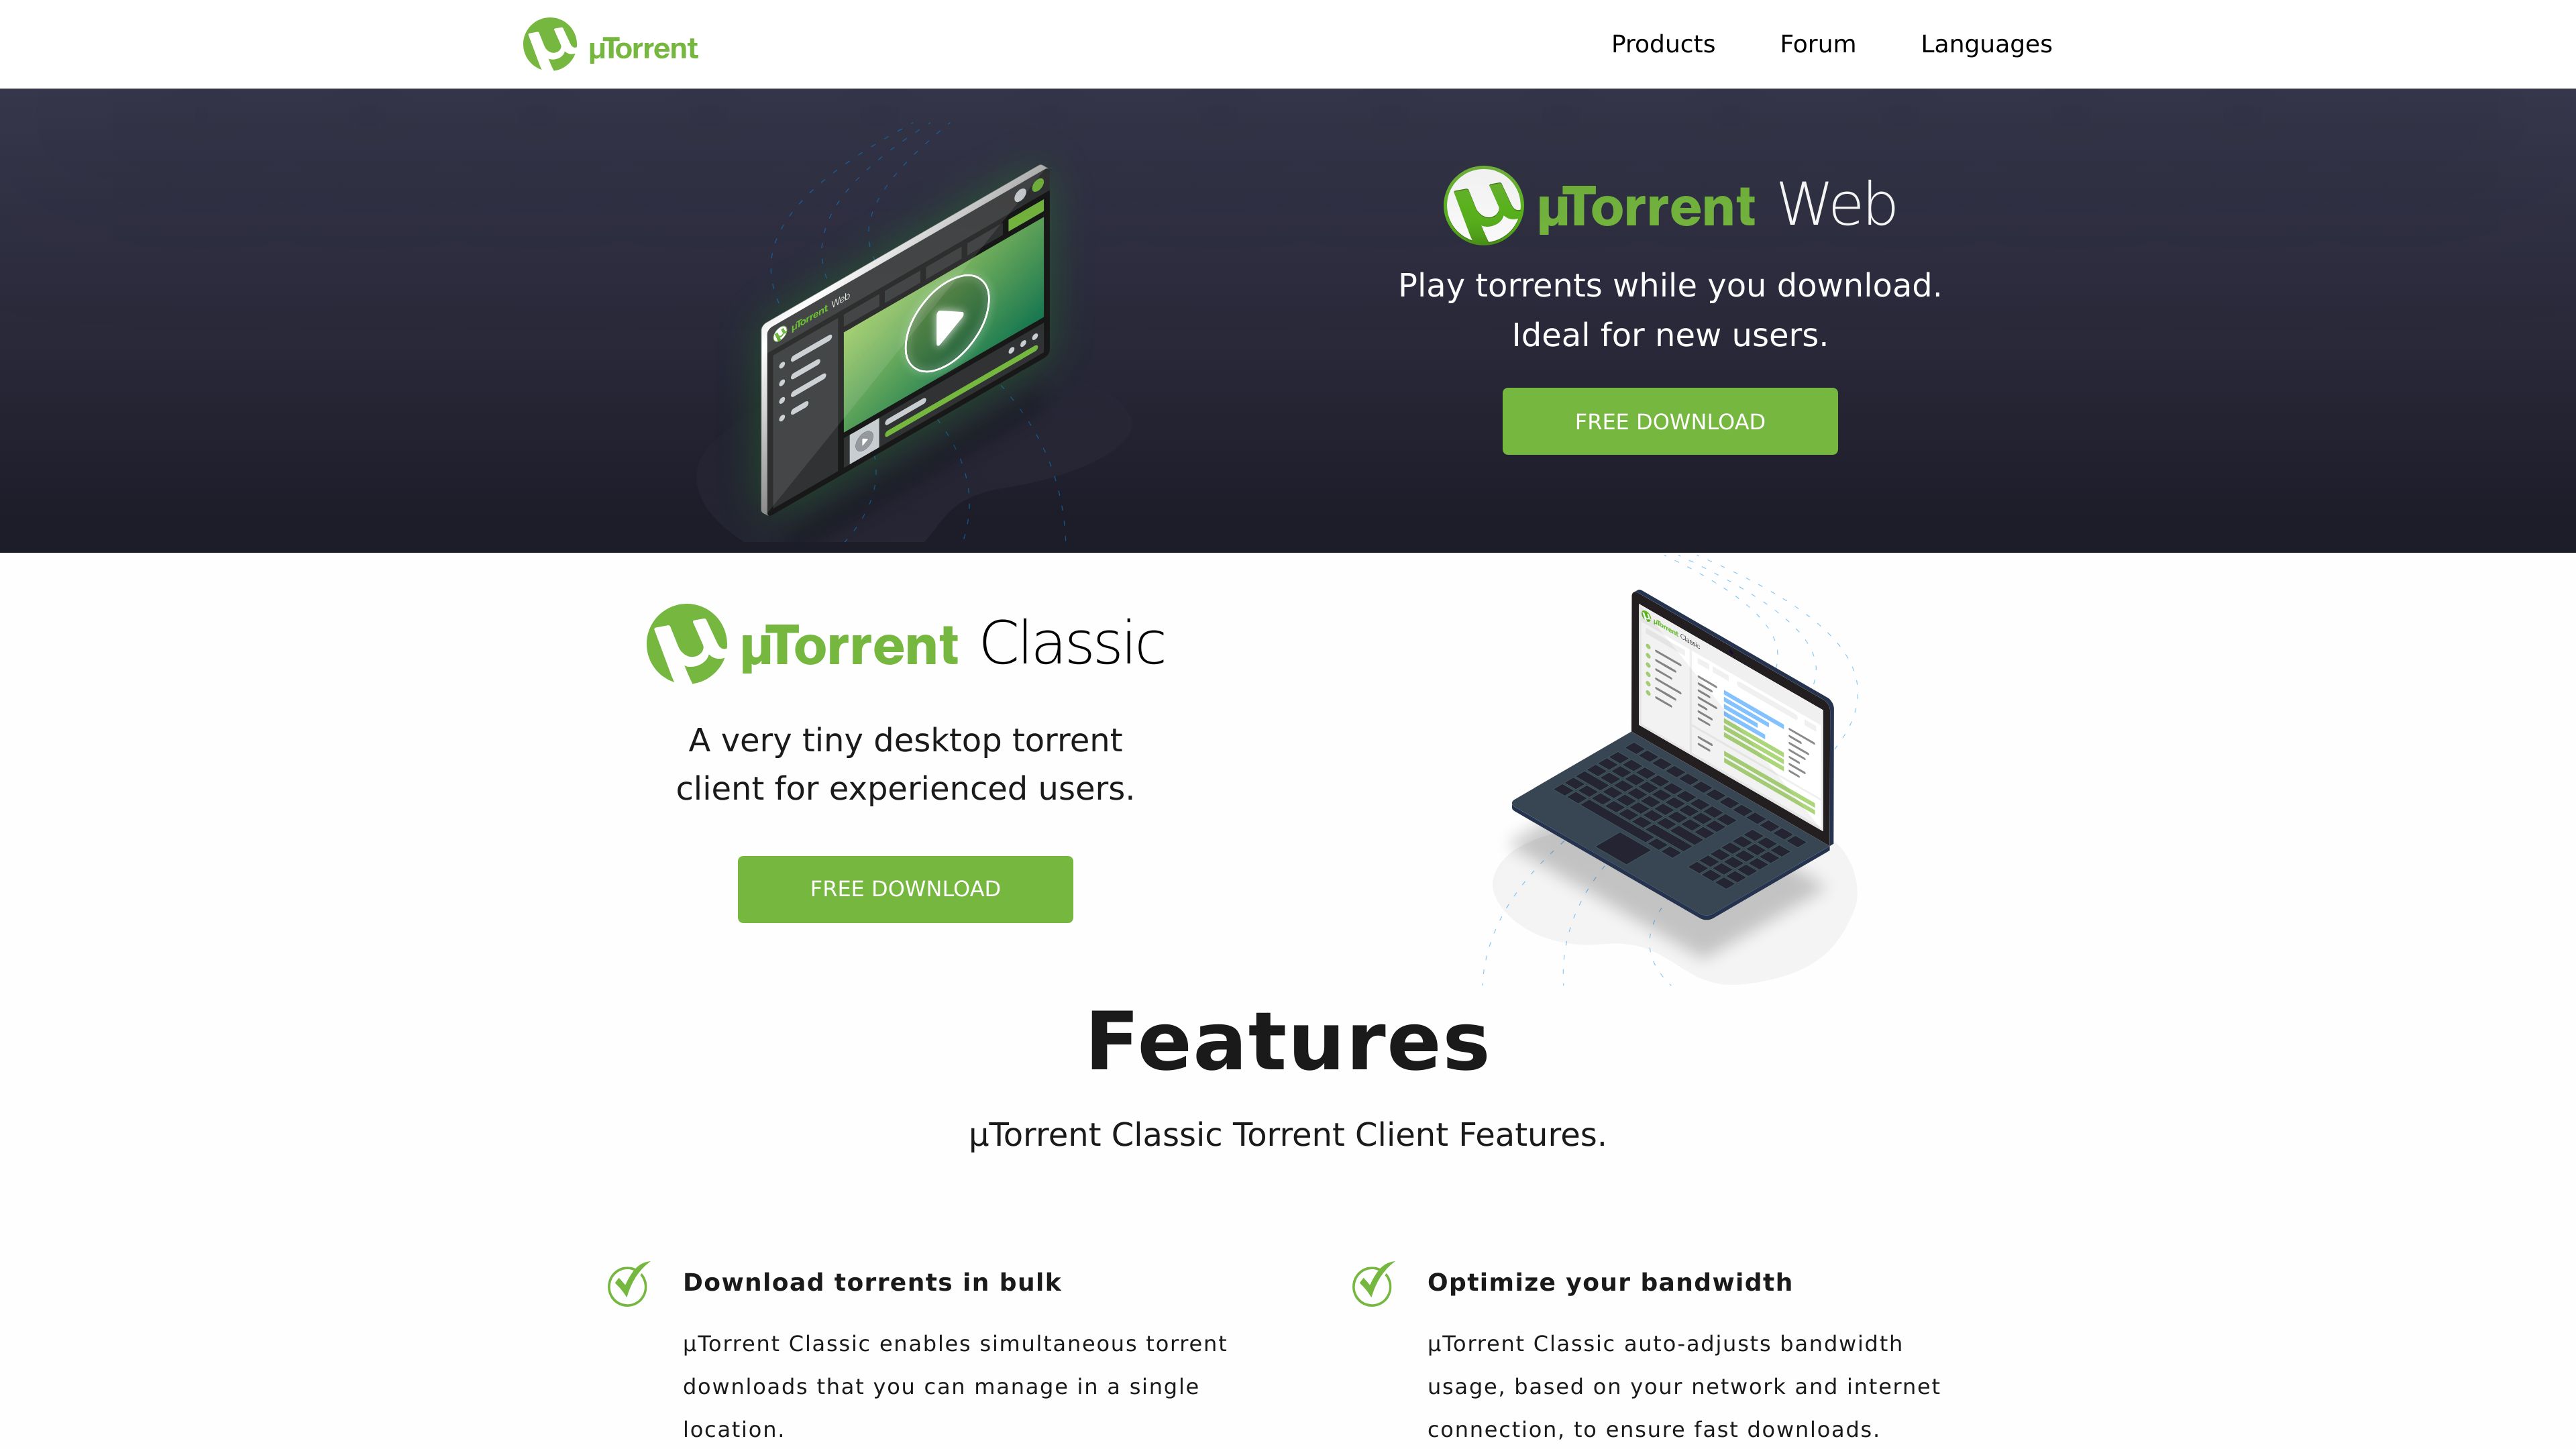 µTorrent
Products
Forum
Languages
µTorrent Web
µTorrent Web
Play torrents while you download.
Ideal for new users.
FREE DOWNLOAD
µTorrent Classic
µTorrent Classic
A very tiny desktop torrent
client for experienced users.
FREE DOWNLOAD
Features
µTorrent Classic Torrent Client Features.
Download torrents in bulk
µTorrent Classic enables simultaneous torrent
downloads that you can manage in a single
location.
Optimize your bandwidth
µTorrent Classic auto-adjusts bandwidth
usage, based on your network and internet
connection, to ensure fast downloads.